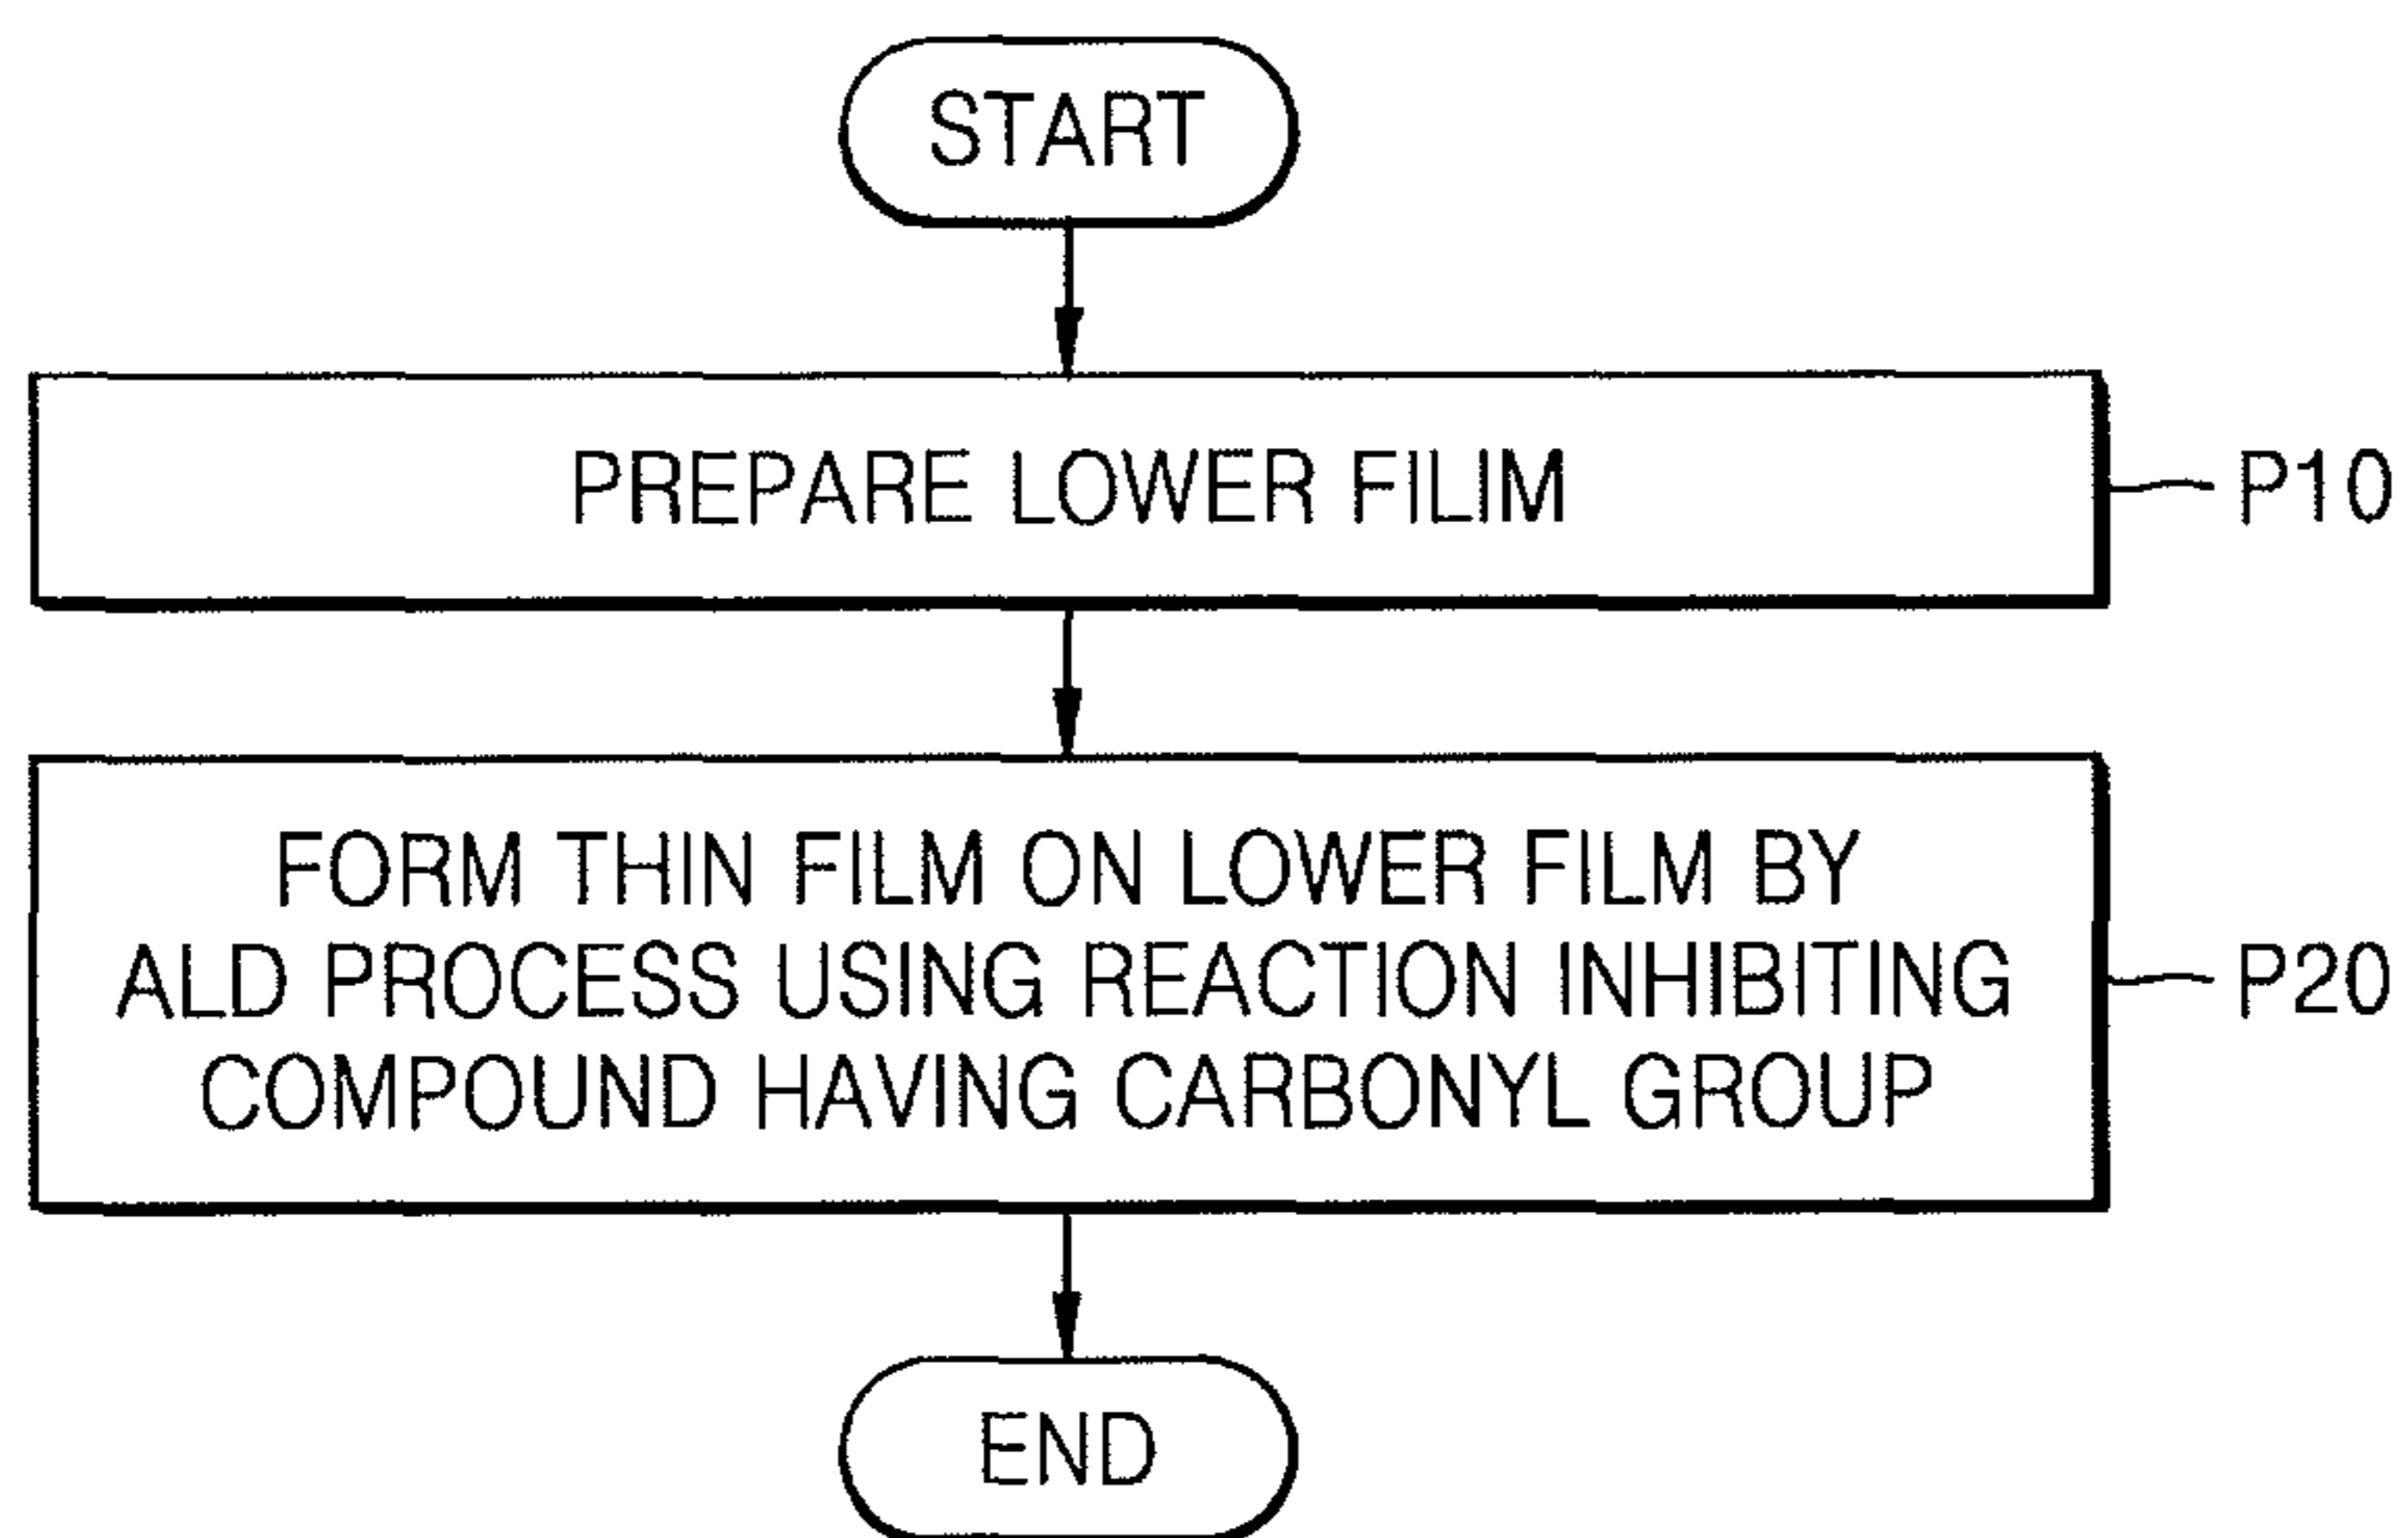 START
PREPARE LOWER FILIM
P10
FORM THIN FILM ON LOWER FILM BY
ALD PROCESS USING REACTION INHIBITING
P20
COMPOUND HAVING CARBONYL GROUP
END